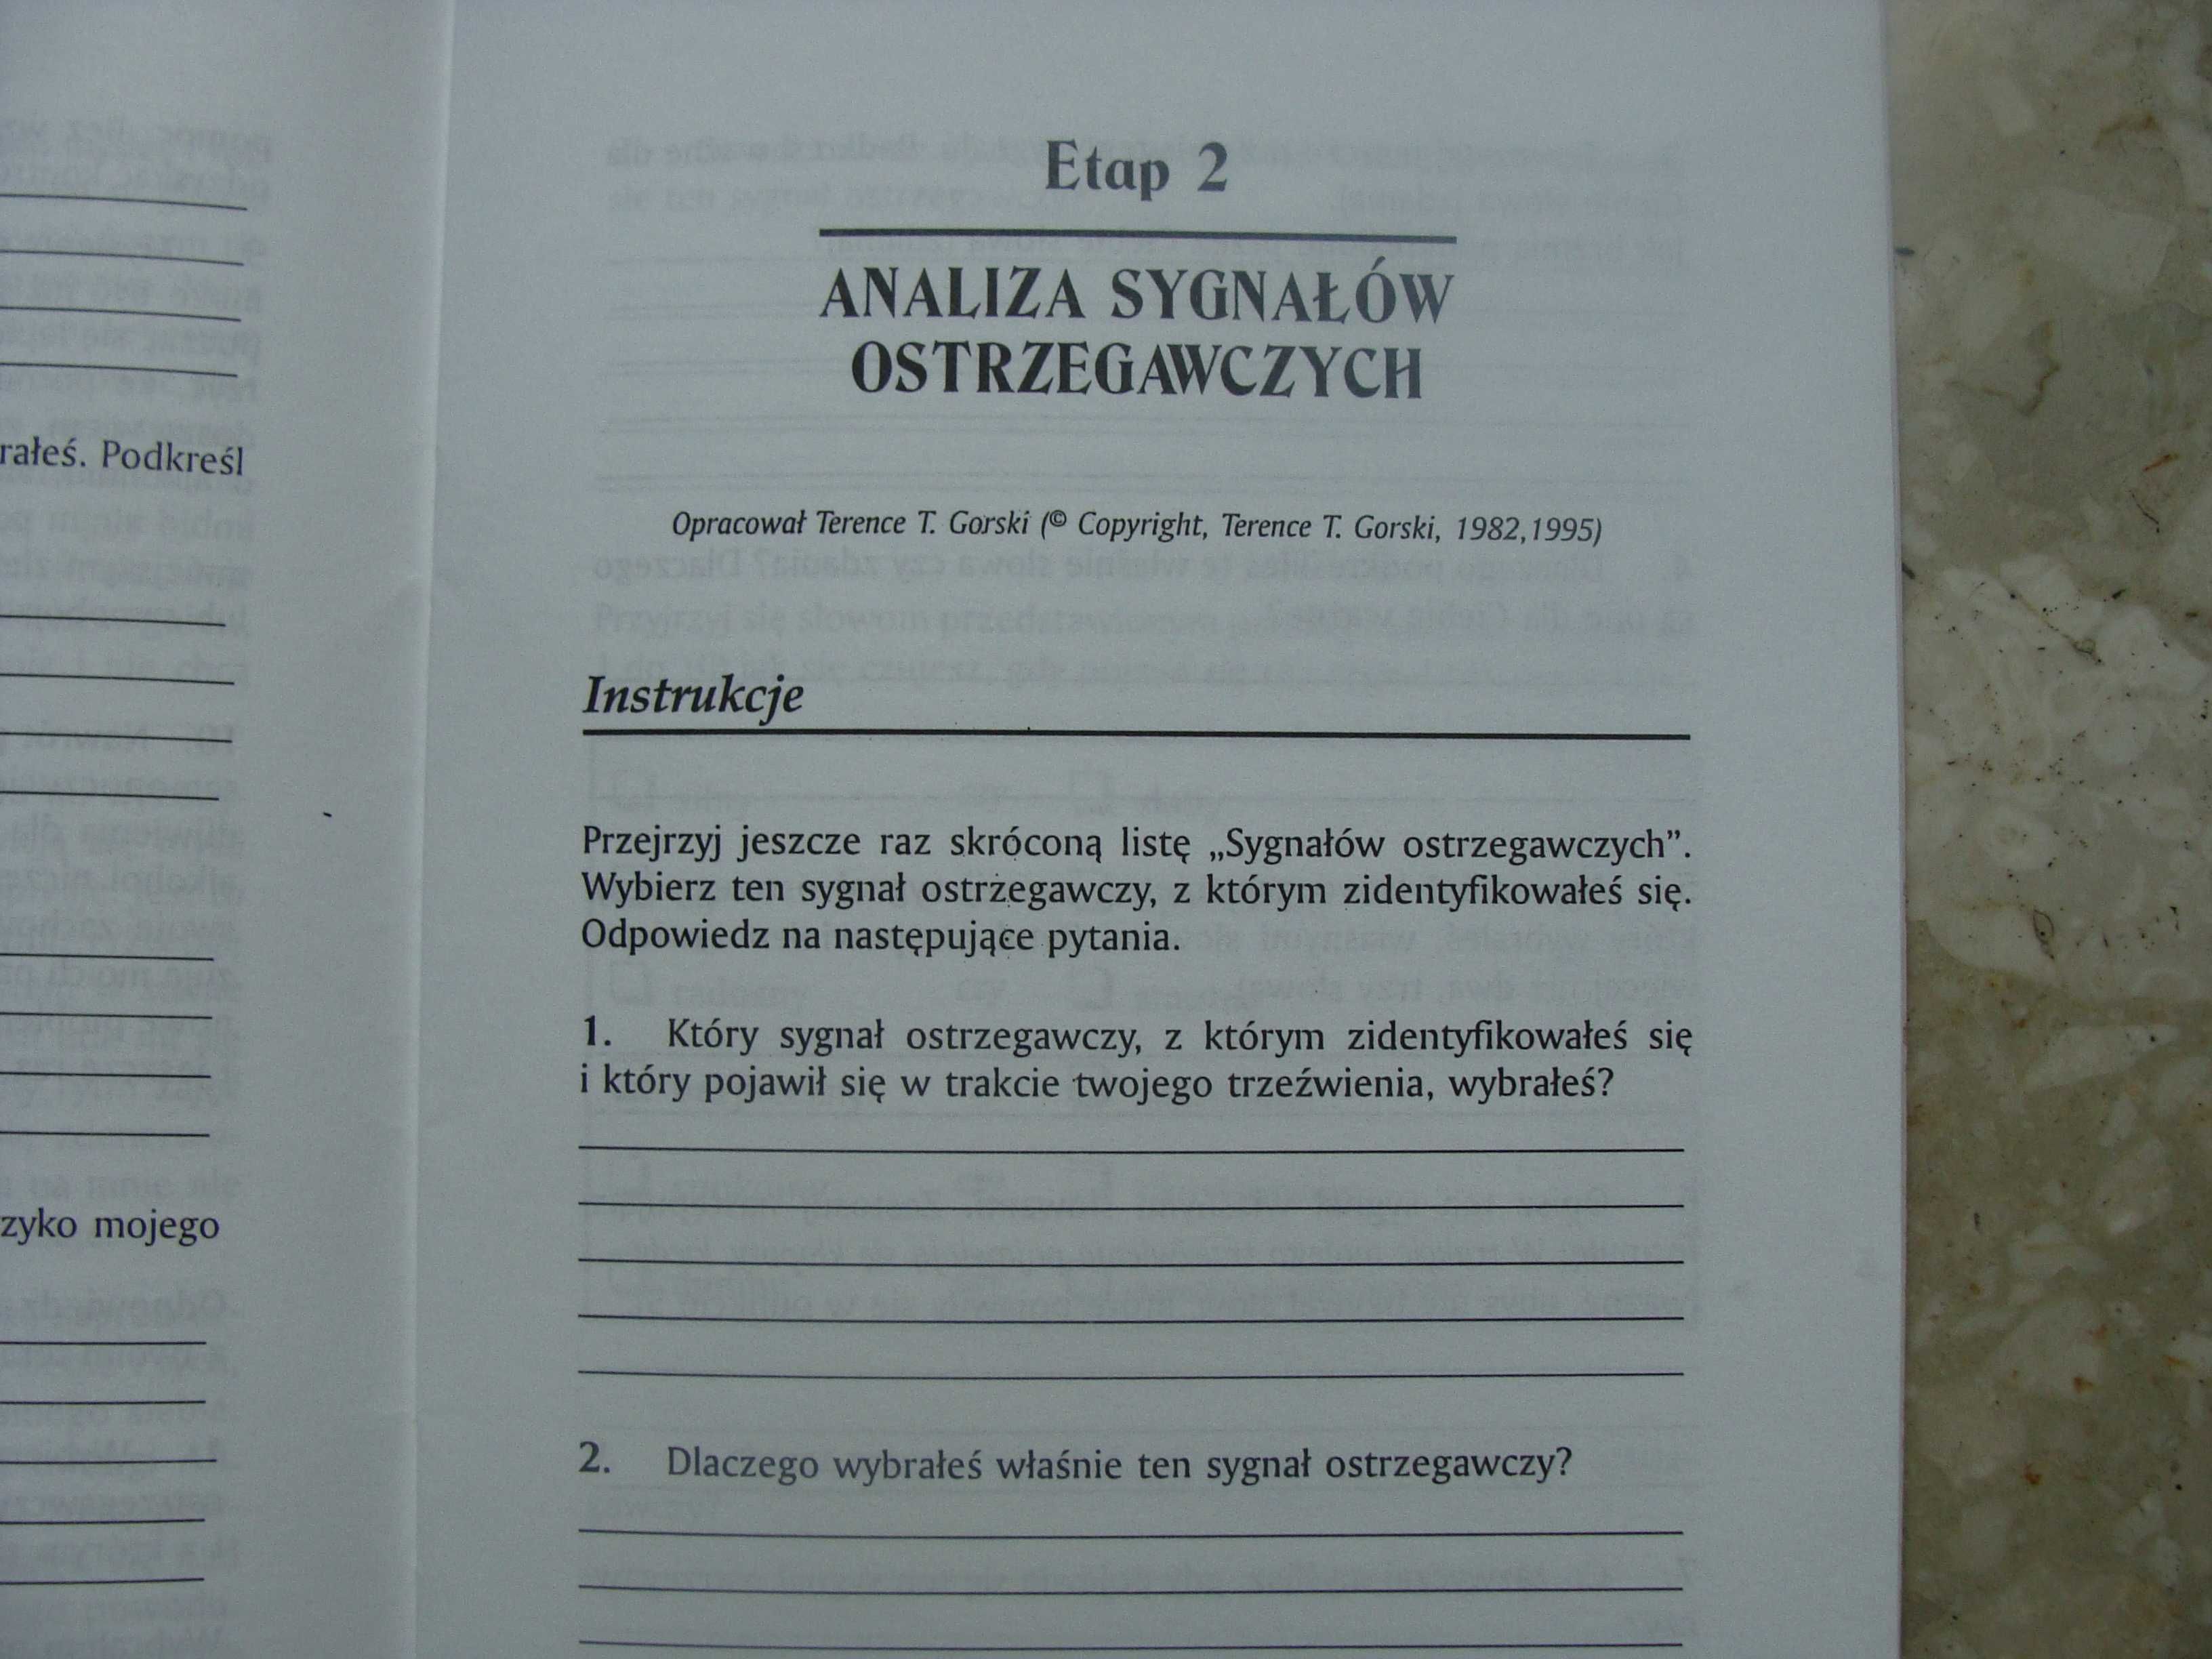 rałeś. Podkreśl
zyko mojego
Etap 2
ANALIZA SYGNAŁÓW
OSTRZEGAWCZYCH
Opracował Terence T. Gorski (© Copyright, Terence T. Gorski, 1982,1995)
Instrukcje
Przejrzyj jeszcze raz skróconą listę „Sygnałów ostrzegawczych”.
Wybierz ten sygnał ostrzegawczy, z którym zidentyfikowałeś się.
Odpowiedz na następujące pytania.
1. Który sygnał ostrzegawczy, z którym zidentyfikowałeś się
i który pojawił się w trakcie twojego trzeźwienia, wybrałeś?
2. Dlaczego wybrałeś właśnie ten sygnał ostrzegawczy?